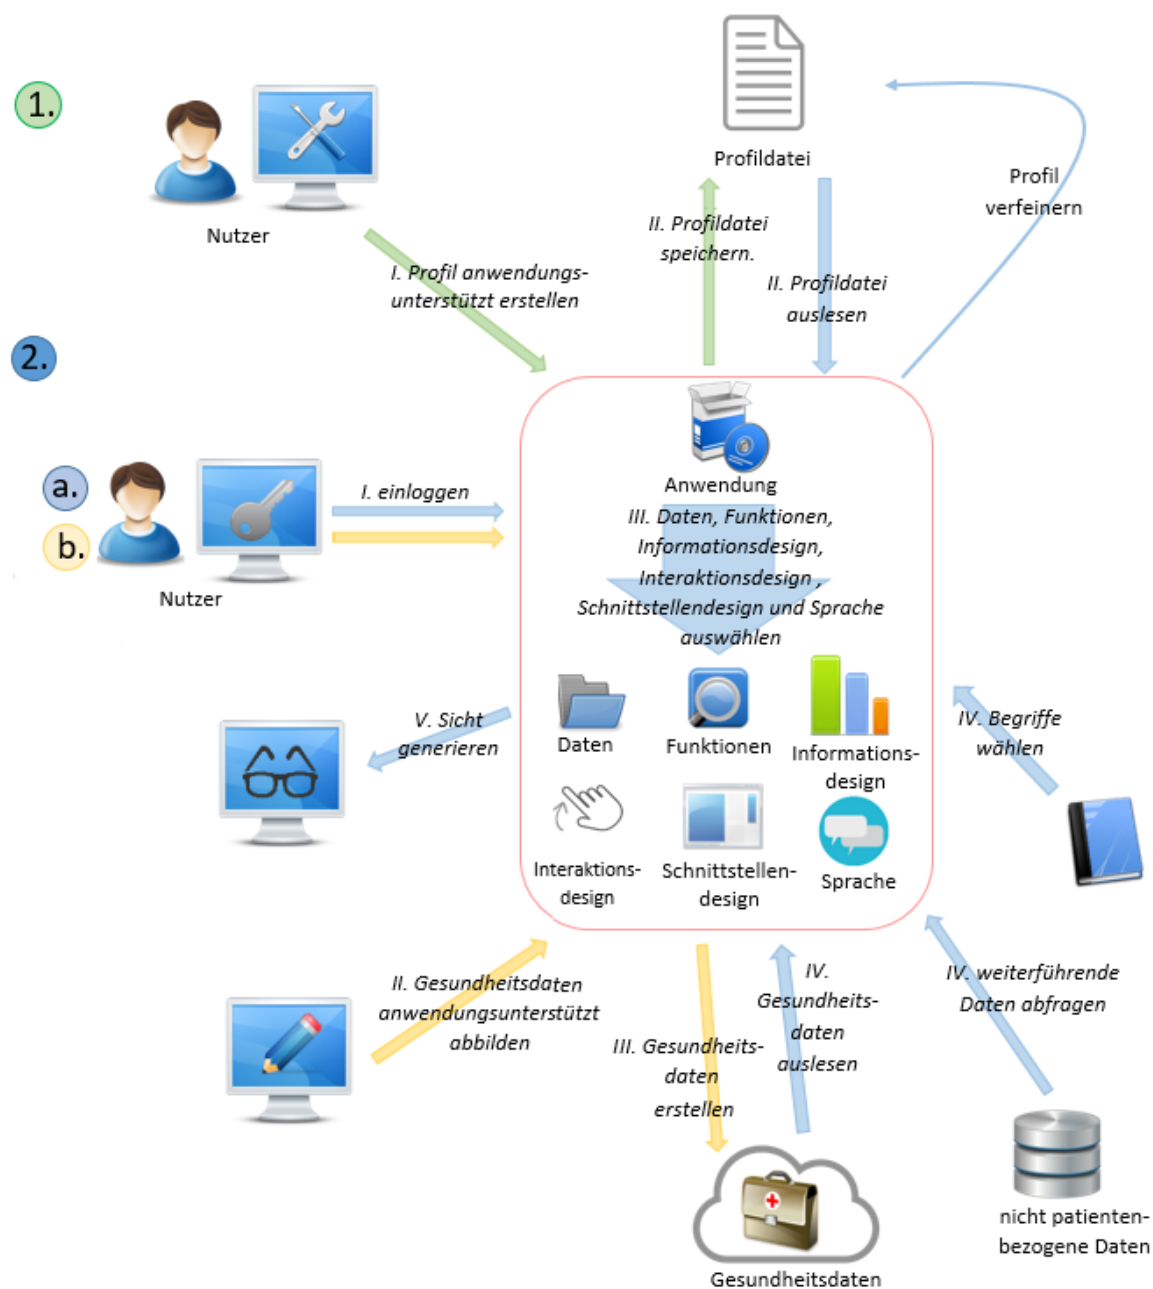 1.
Nutzer
Profildatei
Profil
verfeinern
I. Profil anwendungs-
unterstützt erstellen
II. Profildatei
speichern.
II. Profildatei
auslesen
2.
a.
b.
Nutzer
I. einloggen
Anwendung
III. Daten, Funktionen,
Informationsdesign,
Interaktionsdesign ,
Schnittstellendesign und Sprache
auswählen
Daten
Funktionen
Informations-
design
Interaktions-
design
Schnittstellen-
design
Sprache
V. Sicht
generieren
IV. Begriffe
wählen
II. Gesundheitsdaten
anwendungsunterstützt
abbilden
III. Gesundheits-
daten
erstellen
IV.
Gesundheits-
daten
auslesen
IV. weiterführende
Daten abfragen
Gesundheitsdaten
nicht patienten-
bezogene Daten